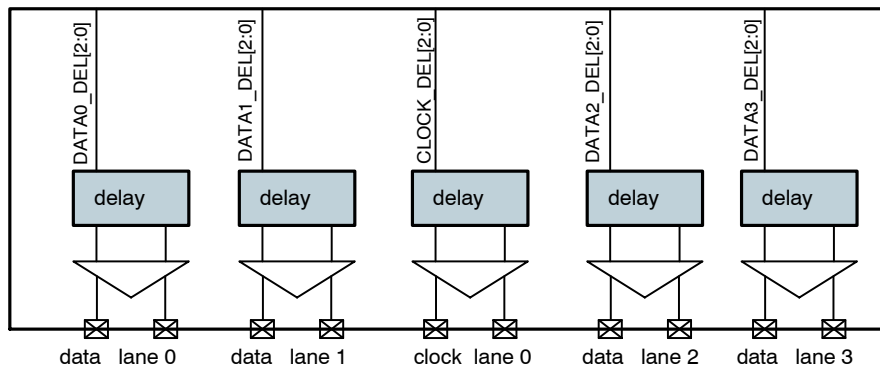 DATA0_DEL[2:0]
DATA1_DEL[2:0]
CLOCK_DEL[2:0]
DATA2_DEL[2:0]
DATA3_DEL[2:0]
delay delay delay delay delay
data lane 0 data lane 1 clock lane 0 data lane 2 data lane 3